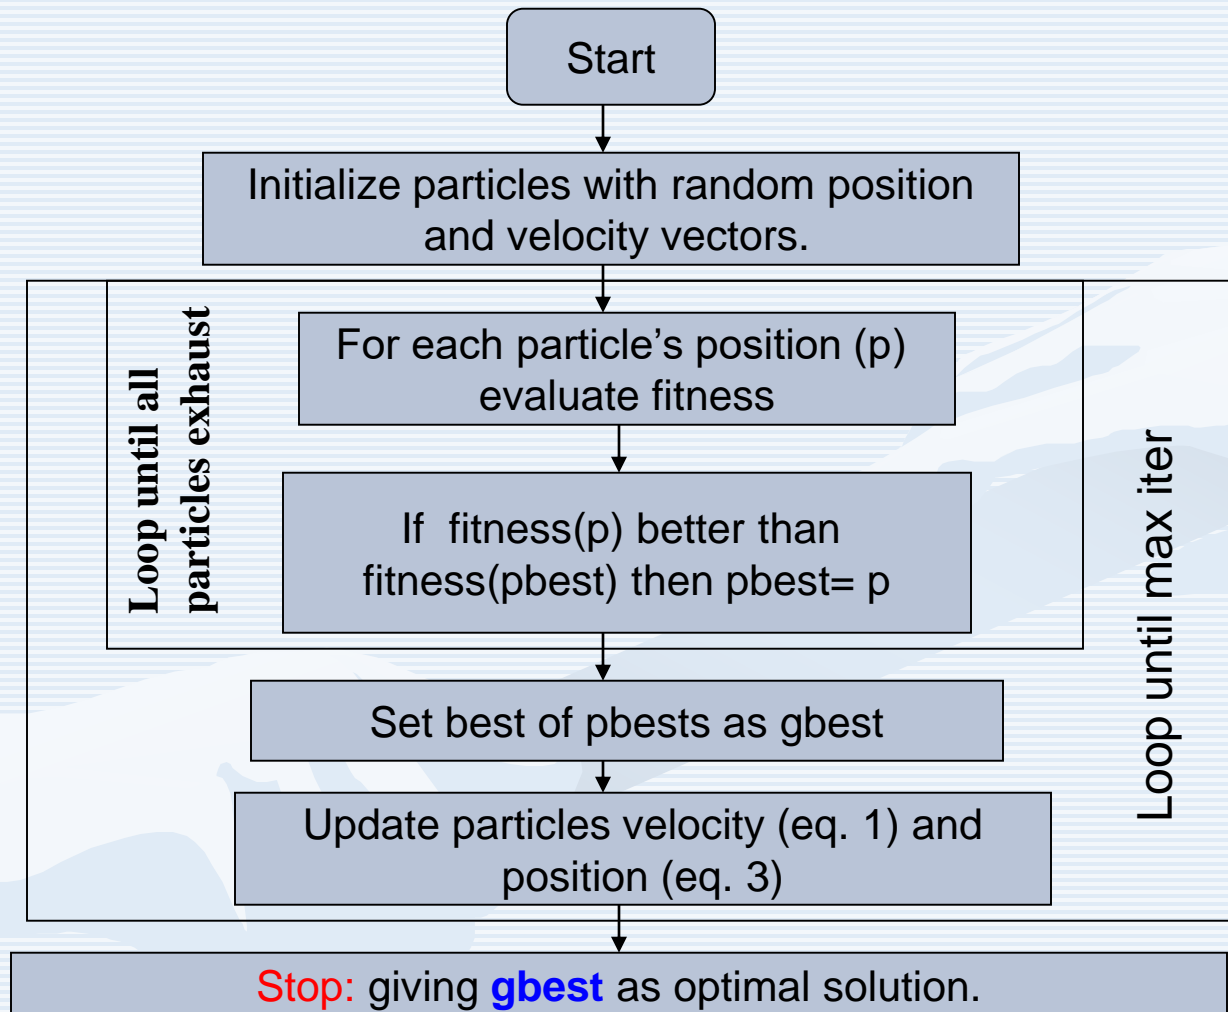 Start
Initialize particles with random position
and velocity vectors.
Loop until all
particles exhaust
For each particle’s position (p)
evaluate fitness
If  fitness(p) better than
fitness(pbest) then pbest= p
Loop until max iter
Set best of pbests as gbest
Update particles velocity (eq. 1) and
position (eq. 3)
Stop: giving gbest as optimal solution.